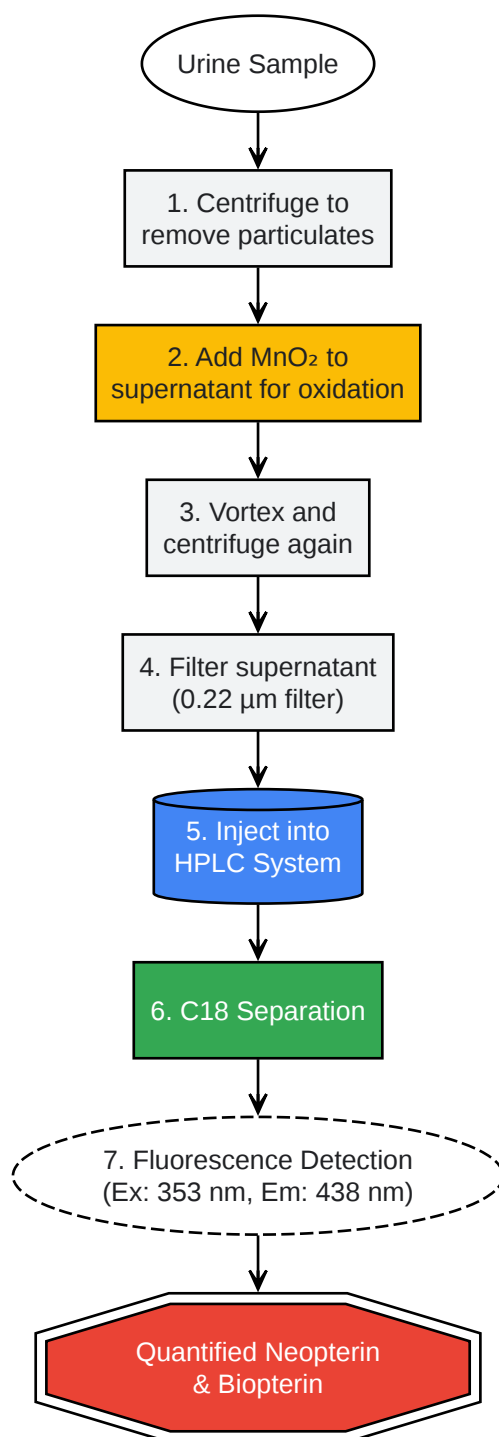 Urine Sample
1. Centrifuge to
remove particulates
2. Add MnO₂ to
supernatant for oxidation
3. Vortex and
centrifuge again
4. Filter supernatant
(0.22 µm filter)
5. Inject into
HPLC System
6. C18 Separation
7. Fluorescence Detection
(Ex: 353 nm, Em: 438 nm)
Quantified Neopterin
& Biopterin